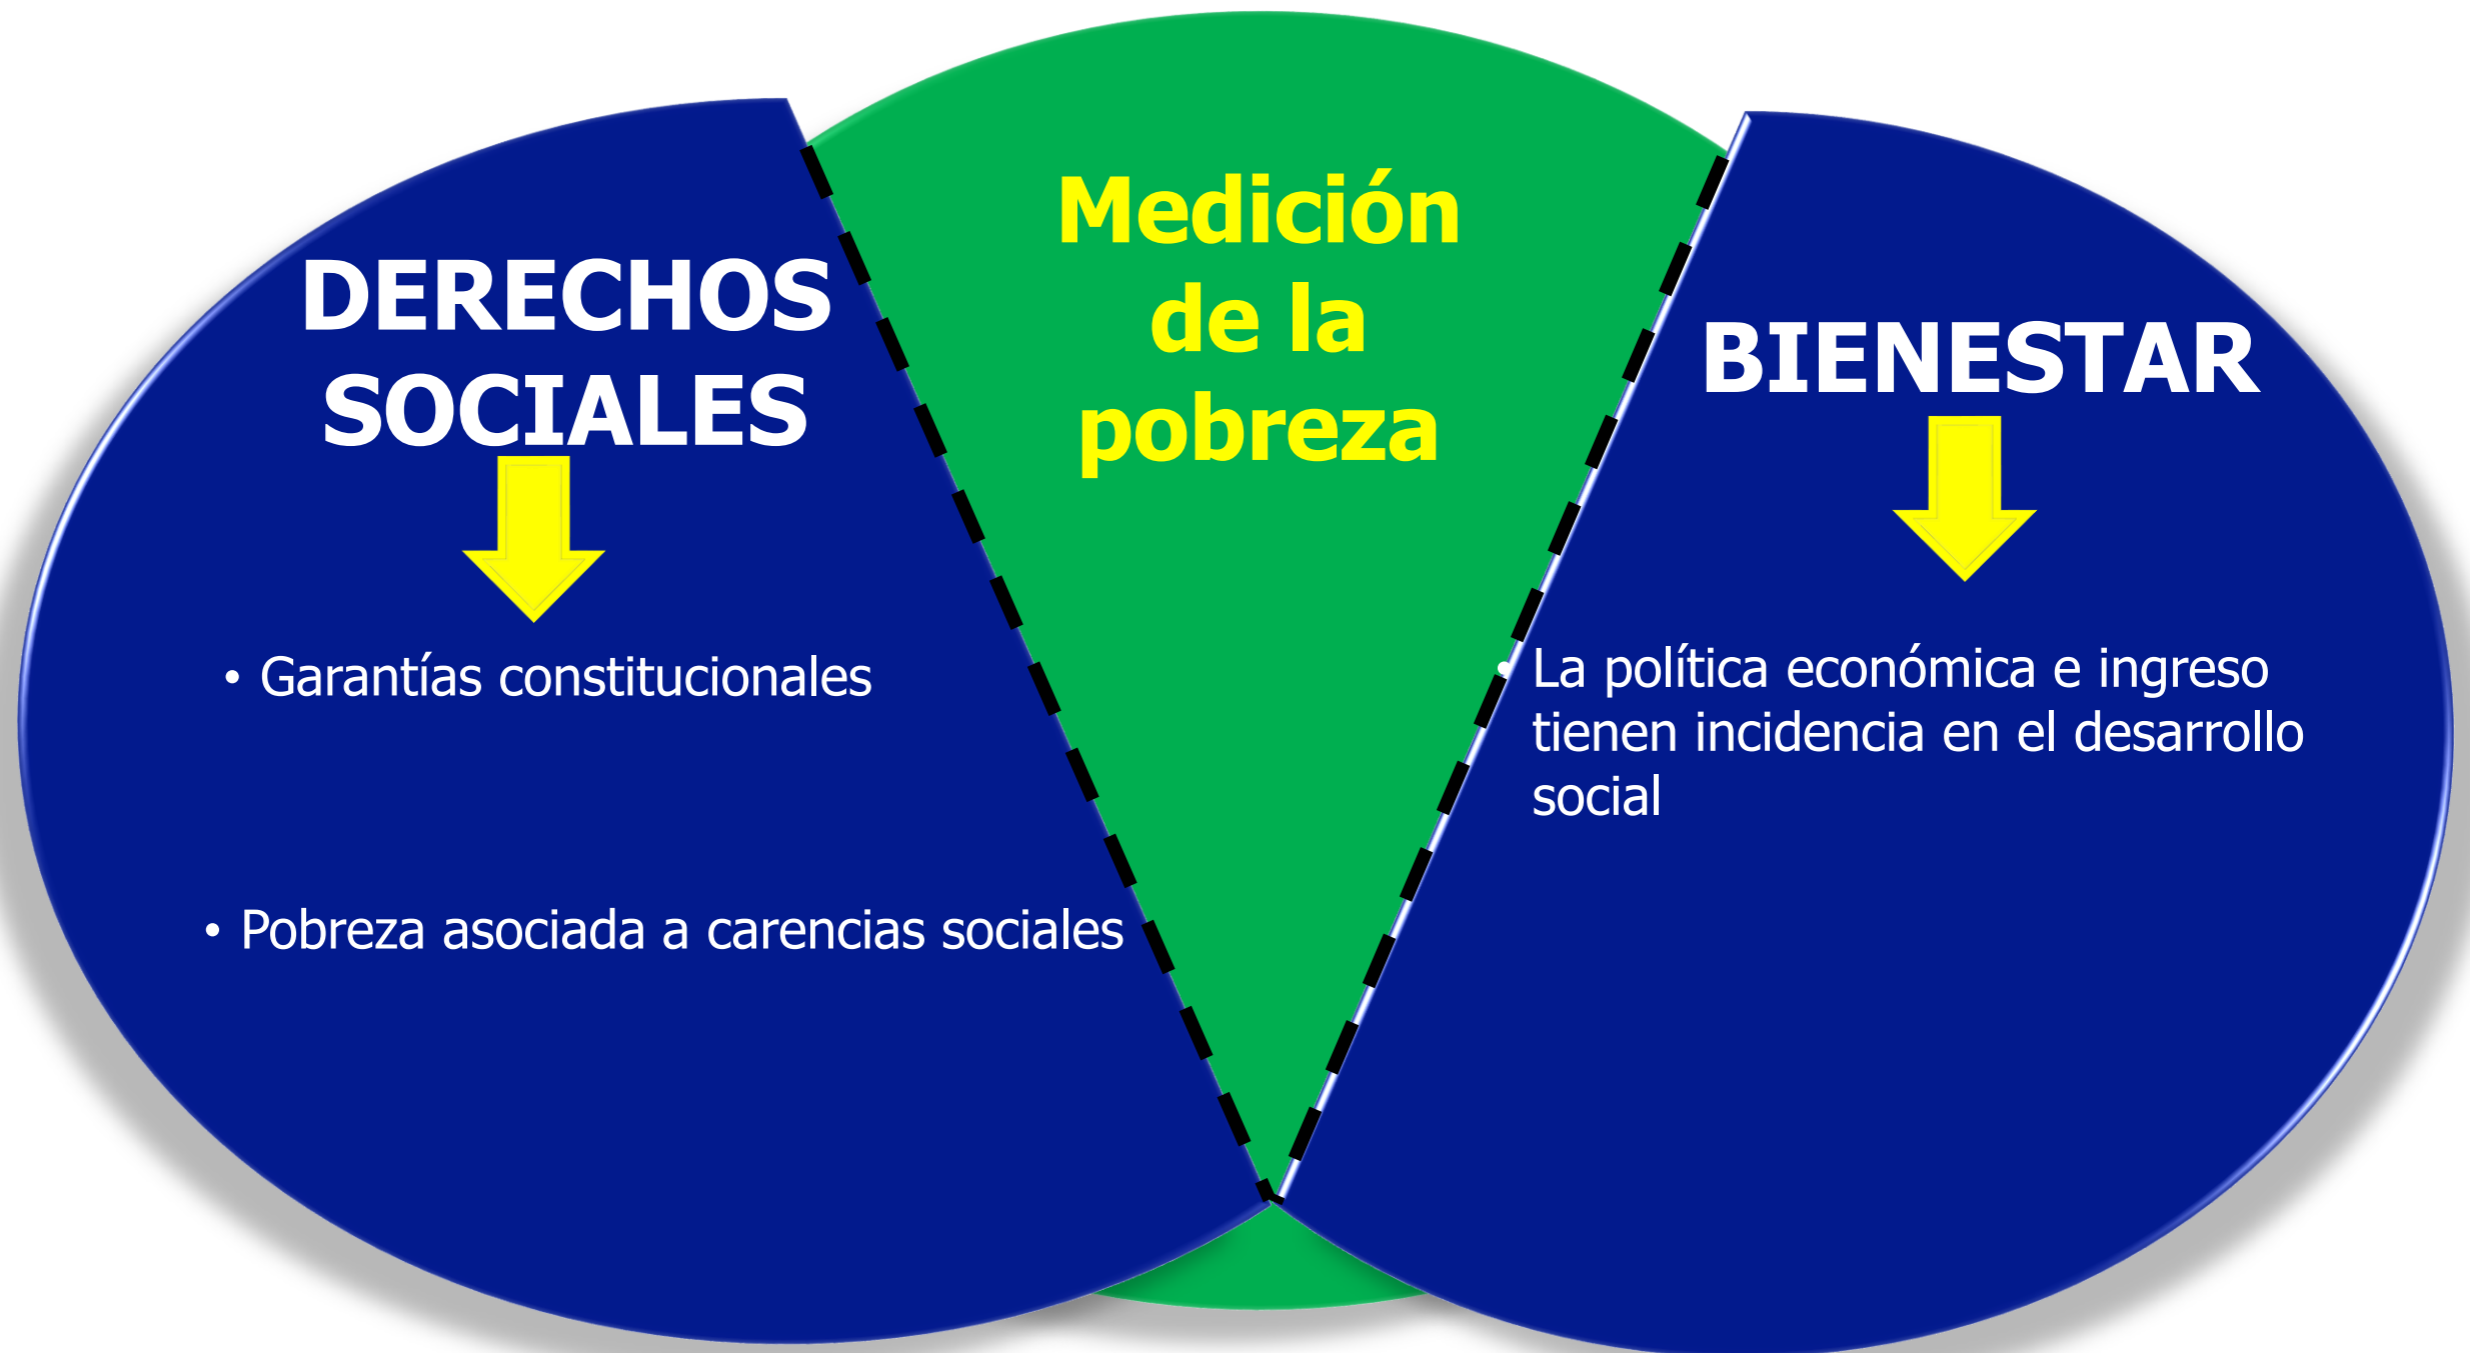 DERECHOS
SOCIALES
• Garantías constitucionales
• Pobreza asociada a carencias sociales
Medición
de la
pobreza
BIENESTAR
• La política económica e ingreso
tienen incidencia en el desarrollo
social